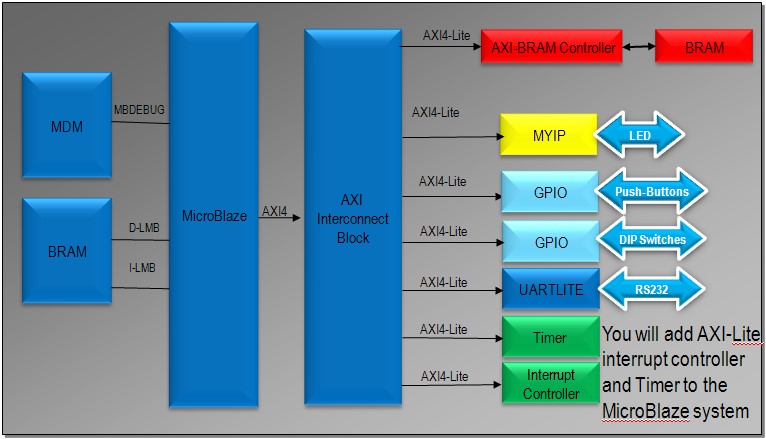 AXI4-Lite
AXI-BRAM Controller
BRAM
MDM
MBDEBUG
AXI4-Lite
MYIP
LED
AXI4-Lite
GPIO
Push-Buttons
MicroBlaze
AXI4
AXI
Interconnect
Block
BRAM
D-LMB
I-LMB
AXI4-Lite
GPIO
DIP Switches
AXI4-Lite
UARTLITE
RS232
AXI4-Lite
Timer
AXI4-Lite
Interrupt
Controller
You will add AXI-Lite
interrupt controller
and Timer to the
MicroBlaze system